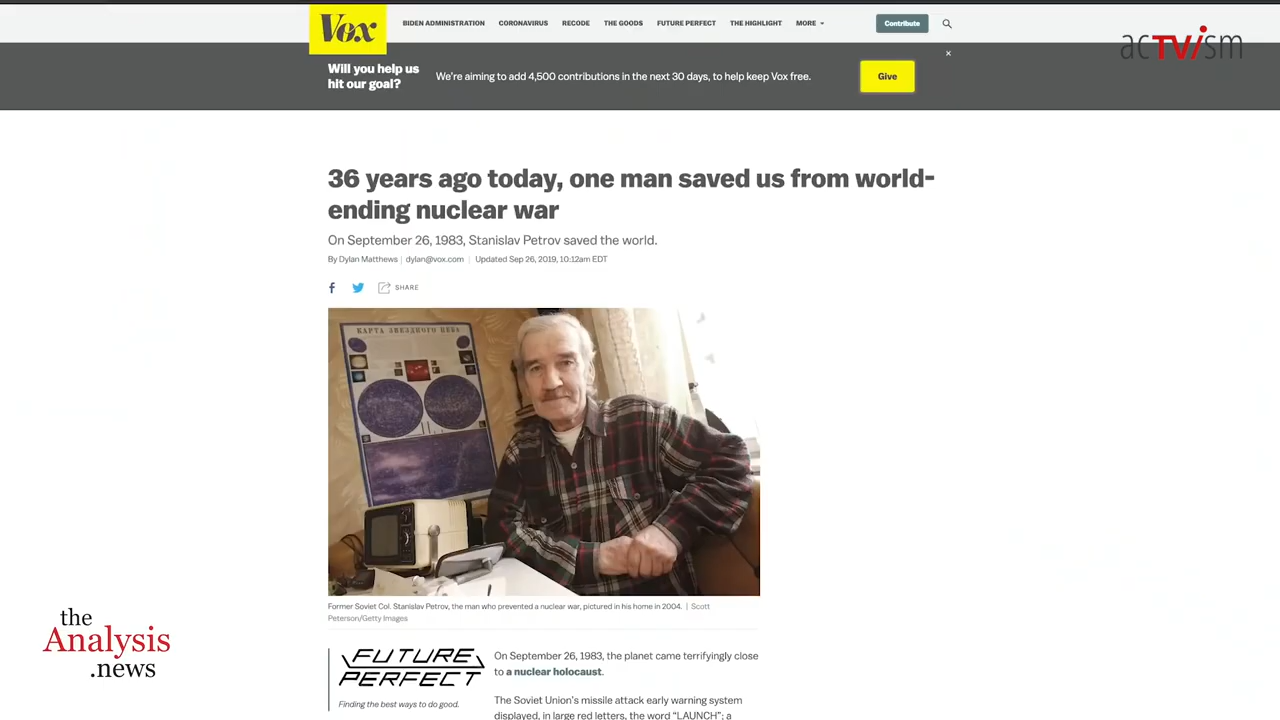 Vox
BIDEN ADMINISTRATION CORONAVIRUS RECODE THE GOODS FUTURE PERFECT THE HIGHLIGHT MORE
Contribute
acTVism
Will you help us
hit our goal?
We're aiming to add 4,500 contributions in the next 30 days, to help keep Vox free.
Give
36 years ago today, one man saved us from world-
ending nuclear war
On September 26, 1983, Stanislav Petrov saved the world.
By Dylan Matthews | dylan@vox.com | Updated Sep 26, 2019, 10:12am EDT
SHARE
КАРТА ЗВЕЗДНОГО НЕБА
Former Soviet Col. Stanislav Petrov, the man who prevented a nuclear war, pictured in his home in 2004. | Scott
Peterson/Getty Images
the
Analysis
.news
FUTURE
PERFECT
Finding the best ways to do good.
On September 26, 1983, the planet came terrifyingly close
to a nuclear holocaust.
The Soviet Union's missile attack early warning system
displayed, in large red letters, the word "LAUNCH"; a